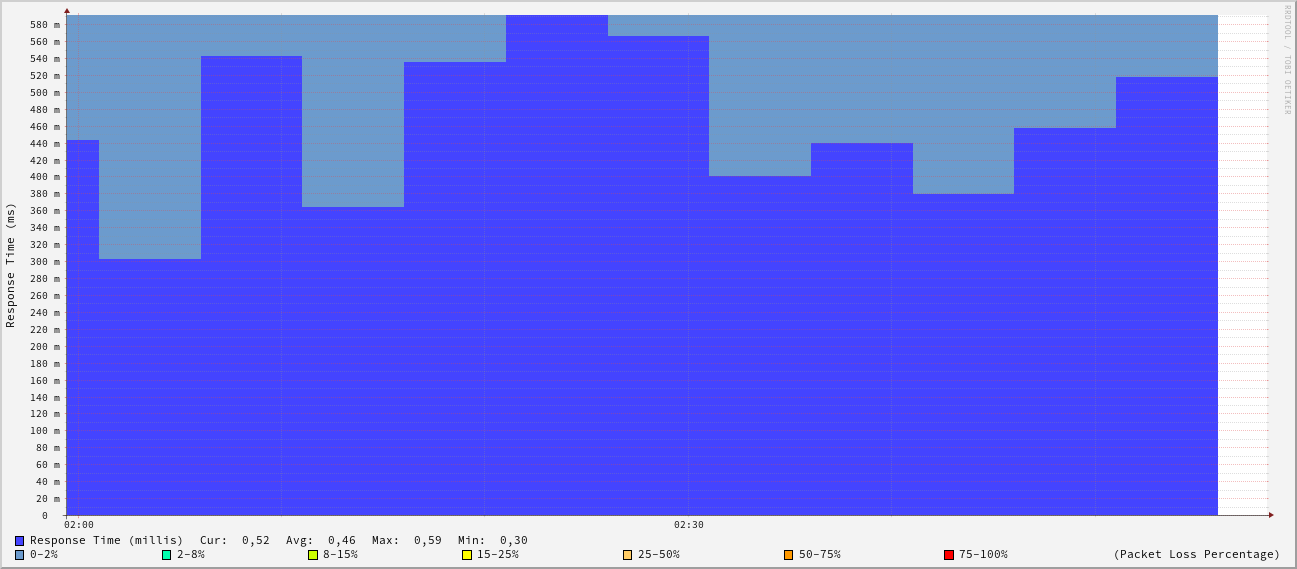 RRDTOOL / TOBI OETIKER
Response Time (ms)
580 m
560 m
540 m
520 m
500 m
480 m
460 m
440 m
420 m
400 m
380 m
360 m
340 m
320 m
300 m
280 m
260 m
240 m
220 m
200 m
180 m
160 m
140 m
120 m
100 m
80 m
60 m
40 m
20 m
0
02:00 02:30
Response Time (millis) Cur: 0,52 Avg: 0,46 Max: 0,59 Min: 0,30
0-2% 2-8% 8-15% 15-25% 25-50% 50-75% 75-100% (Packet Loss Percentage)